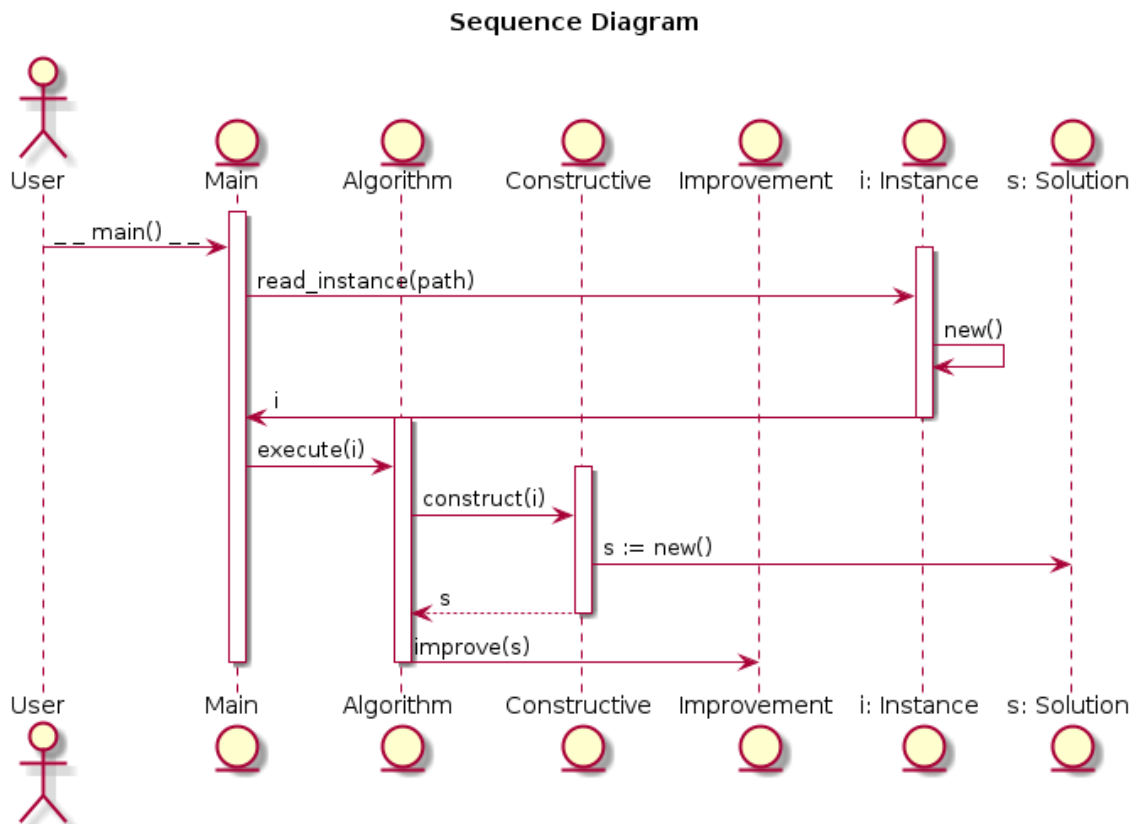 Sequence Diagram
User Main Algorithm Constructive Improvement i: Instance s: Solution
_ _ main() _ _
read_instance(path)
new()
i
execute(i)
construct(i)
s := new()
s
improve(s)
User Main Algorithm Constructive Improvement i: Instance s: Solution